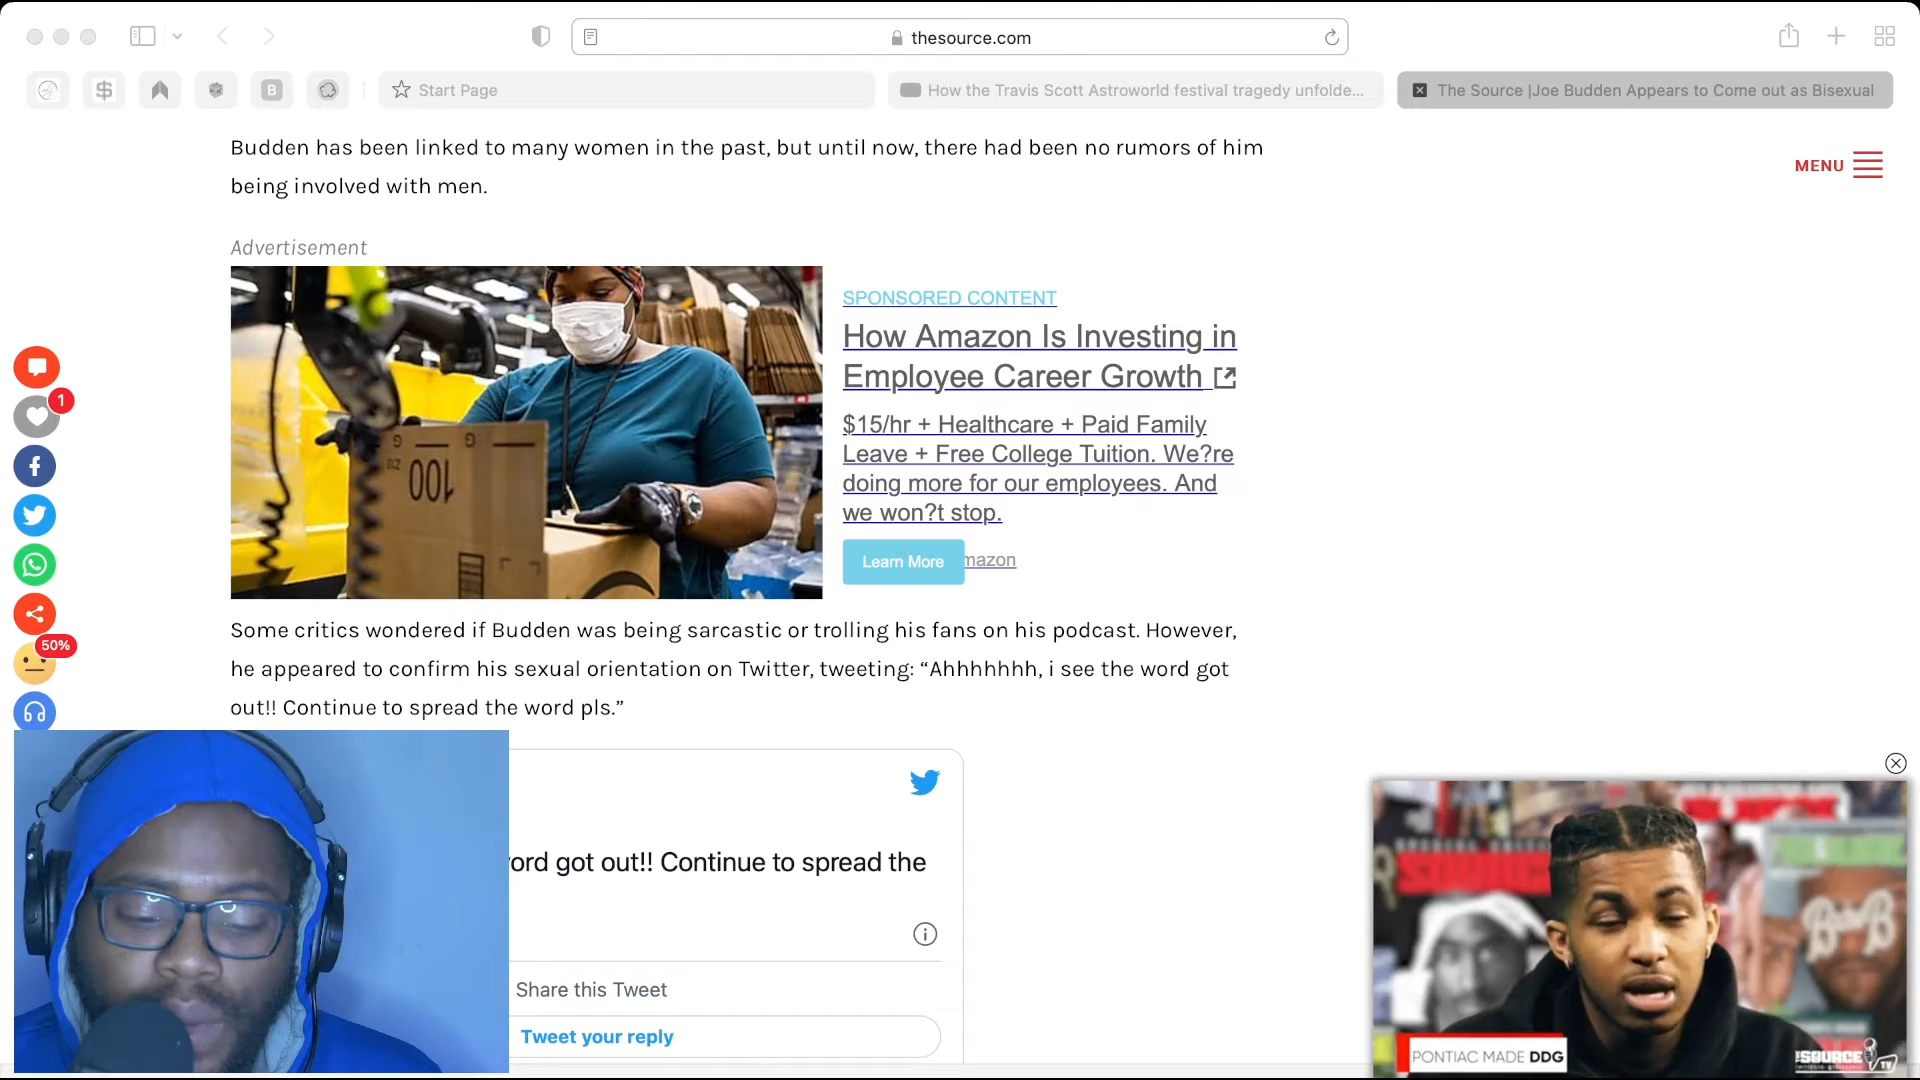 thesource.com
Start Page
How the Travis Scott Astroworld festival tragedy unfolde...
The Source |Joe Budden Appears to Come out as Bisexual
MENU
Budden has been linked to many women in the past, but until now, there had been no rumors of him
being involved with men.
Advertisement
SPONSORED CONTENT
How Amazon Is Investing in
Employee Career Growth
$15/hr + Healthcare + Paid Family
Leave + Free College Tuition. We?re
doing more for our employees. And
we won?t stop.
Learn More
mazon
100
1
50%
Some critics wondered if Budden was being sarcastic or trolling his fans on his podcast. However,
he appeared to confirm his sexual orientation on Twitter, tweeting: “Ahhhhhhh, i see the word got
out!! Continue to spread the word pls.”
ord got out!! Continue to spread the
Share this Tweet
Tweet your reply
SOURCE
PONTIAC MADE DDG
THE SOURCE TV